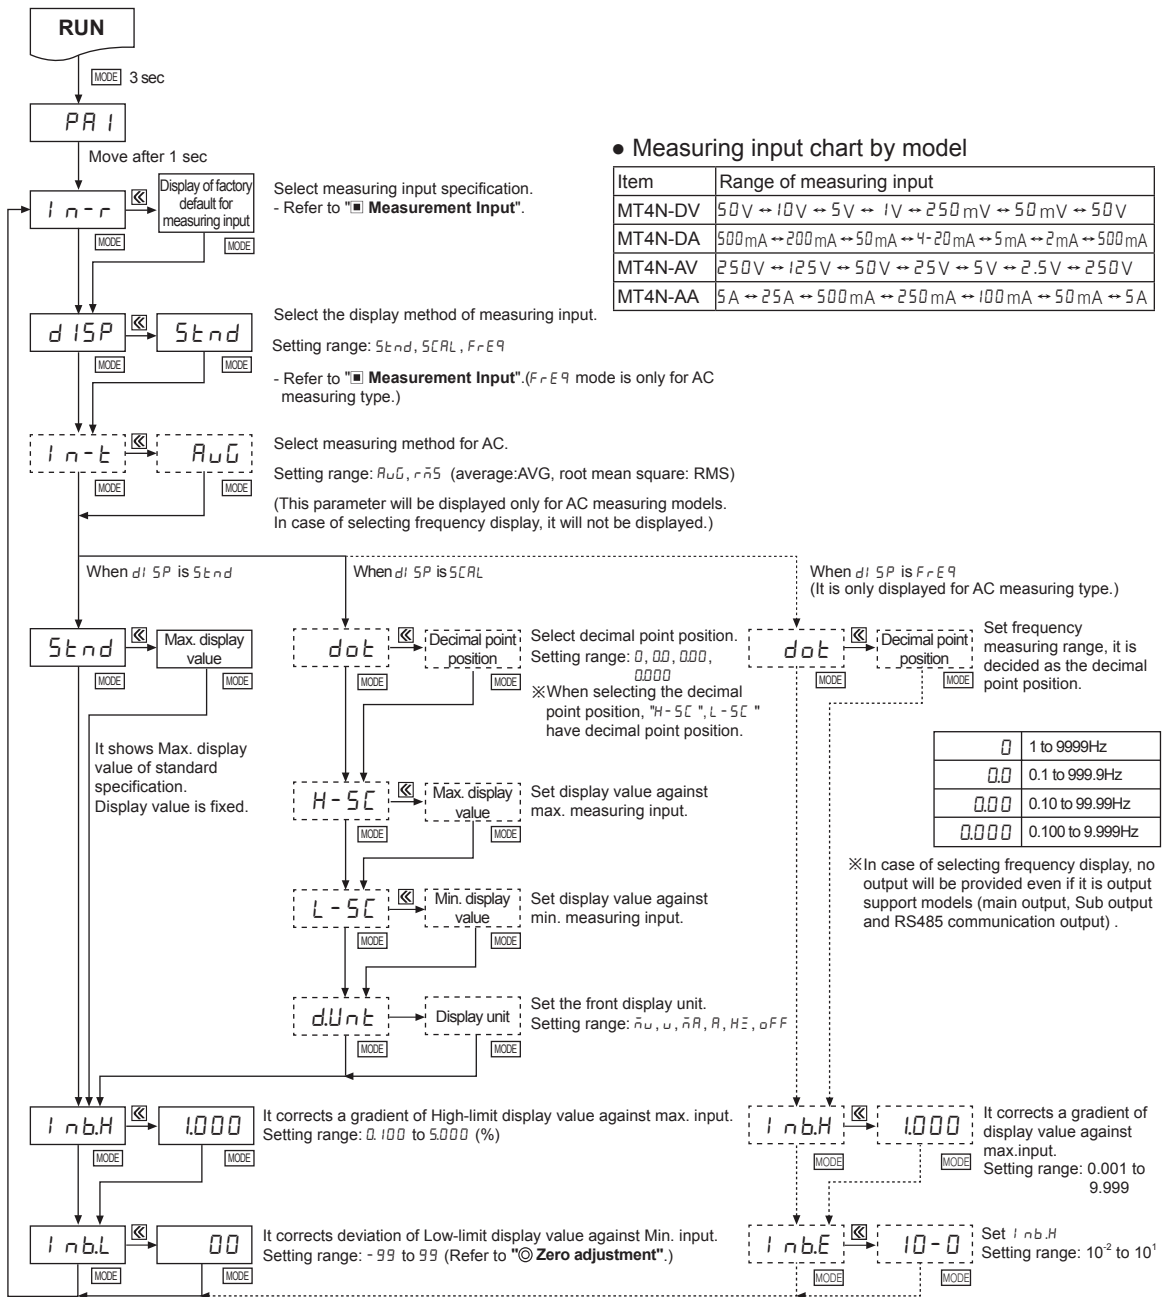 RUN
MODE 3 sec
PA1
Move after 1 sec
● Measuring input chart by model
Item Range of measuring input
MT4N-DV 50V ↔ 10V ↔ 5V ↔ 1V ↔ 250mV ↔ 50mV ↔ 50V
MT4N-DA 500mA ↔ 200mA ↔ 50mA ↔ 4-20mA ↔ 5mA ↔ 2mA ↔ 500mA
MT4N-AV 250V ↔ 125V ↔ 50V ↔ 25V ↔ 5V ↔ 2.5V ↔ 250V
MT4N-AA 5A ↔ 25A ↔ 500mA ↔ 250mA ↔ 100mA ↔ 50mA ↔ 5A
In-r
Display of factory
default for
measuring input
MODE MODE
Select measuring input specification.
- Refer to "▣ Measurement Input".
dISP Stnd
MODE MODE
Select the display method of measuring input.
Setting range: Stnd, SCAL, FrEq
- Refer to "▣ Measurement Input".(FrEq mode is only for AC
measuring type.)
In-t AvG
MODE MODE
Select measuring method for AC.
Setting range: AvG, rmS (average:AVG, root mean square: RMS)
(This parameter will be displayed only for AC measuring models.
In case of selecting frequency display, it will not be displayed.)
When dISP is Stnd
When dISP is SCAL
When dISP is FrEq
(It is only displayed for AC measuring type.)
Stnd
Max. display
value
MODE MODE
It shows Max. display
value of standard
specification.
Display value is fixed.
dot
Decimal point
position
MODE MODE
Select decimal point position.
Setting range: 0, 0.0, 0.00,
0.000
※When selecting the decimal
point position, "H-SC", L-SC "
have decimal point position.
H-SC
Max. display
value
MODE MODE
Set display value against
max. measuring input.
L-SC
Min. display
value
MODE MODE
Set display value against
min. measuring input.
d.Unt Display unit
MODE MODE
Set the front display unit.
Setting range: mv, v, mA, A, HZ, oFF
dot
Decimal point
position
MODE MODE
Set frequency
measuring range, it is
decided as the decimal
point position.
0 1 to 9999Hz
0.0 0.1 to 999.9Hz
0.00 0.10 to 99.99Hz
0.000 0.100 to 9.999Hz
※In case of selecting frequency display, no
output will be provided even if it is output
support models (main output, Sub output
and RS485 communication output) .
Inb.H 1.000
MODE MODE
It corrects a gradient of High-limit display value against max. input.
Setting range: 0.100 to 5.000 (%)
Inb.L 00
MODE MODE
It corrects deviation of Low-limit display value against Min. input.
Setting range: -99 to 99 (Refer to "◎ Zero adjustment".)
Inb.H 1.000
MODE MODE
It corrects a gradient of
display value against
max.input.
Setting range: 0.001 to
9.999
Inb.E 10-0
MODE MODE
Set Inb.H
Setting range: 10⁻² to 10¹